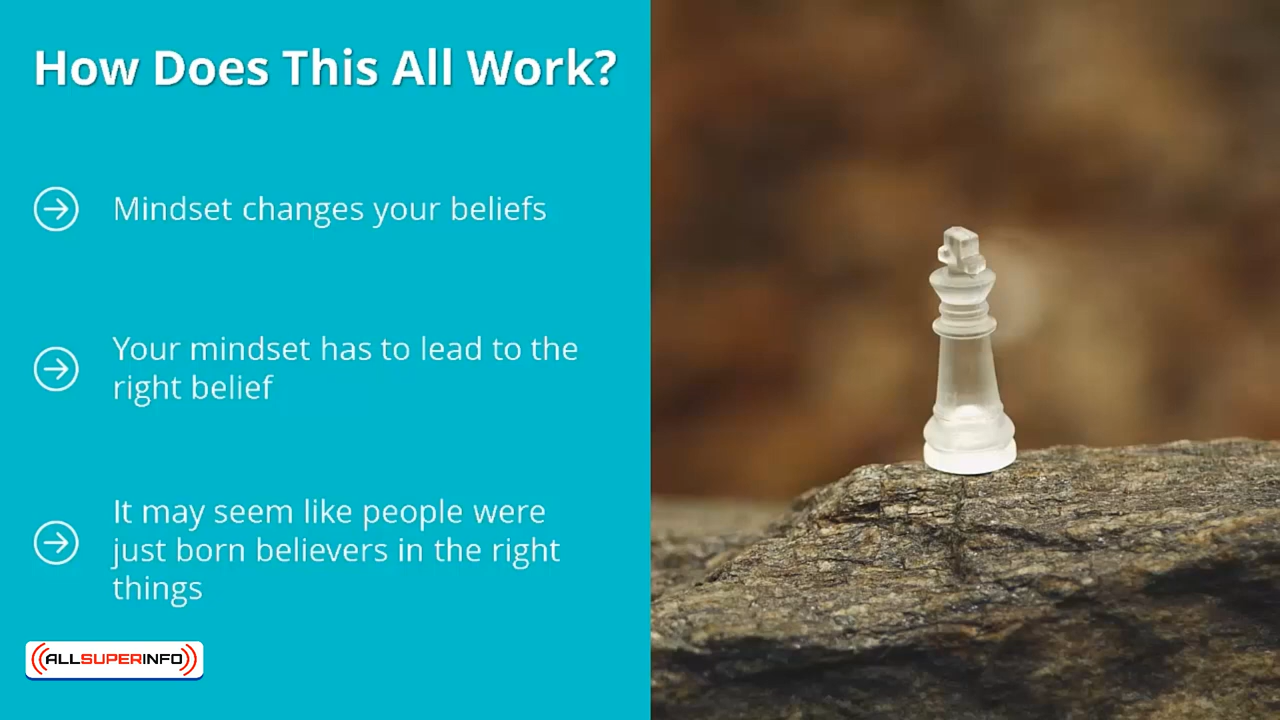 How Does This All Work?
Mindset changes your beliefs
Your mindset has to lead to the
right belief
It may seem like people were
just born believers in the right
things
ALLSUPERINFO